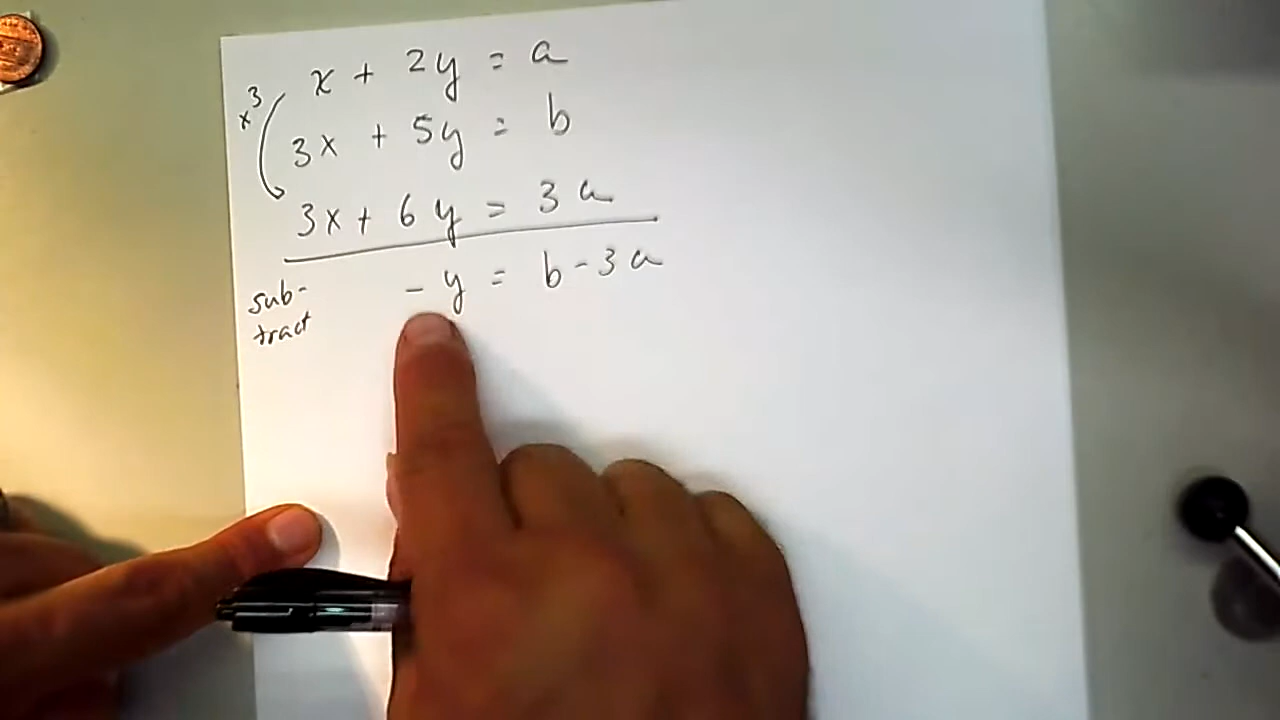 x + 2y = a
x3
3x + 5y = b
3x + 6y = 3a
- y = b - 3a
sub-
tract